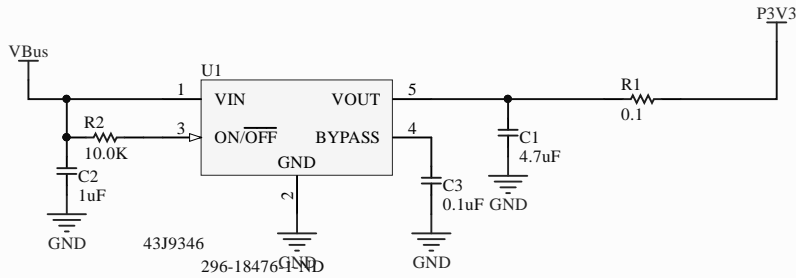 P3V3
VBus
U1
1
VIN
VOUT
5
R1
0.1
R2
10.0K
3
ON/OFF
BYPASS
4
C1
4.7uF
GND
C2
1uF
2
C3
0.1uF
GND
GND
43J9346
GND
GND
296-18476-1-ND